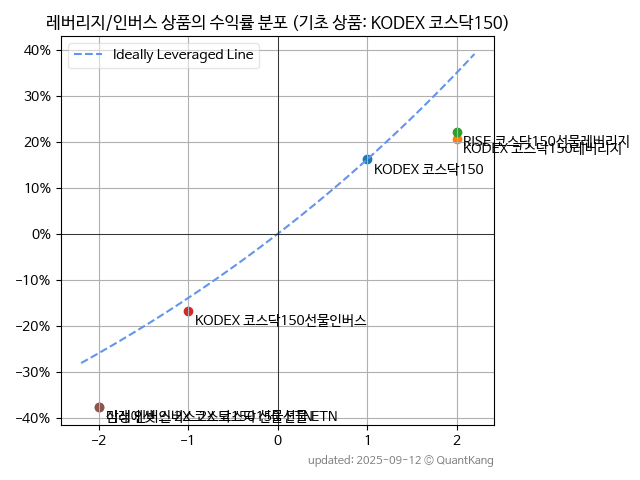 레버리지/인버스 상품의 수익률 분포 (기초 상품: KODEX 코스닥150)
40%
Ideally Leveraged Line
30%
20%
RISE 코스닥150선물레버리지
KODEX 코스닥150레버리지
KODEX 코스닥150
10%
0%
-10%
-20%
KODEX 코스닥150선물인버스
-30%
-40%
-2
-1
0
1
2
updated: 2025-09-12 © QuantKang